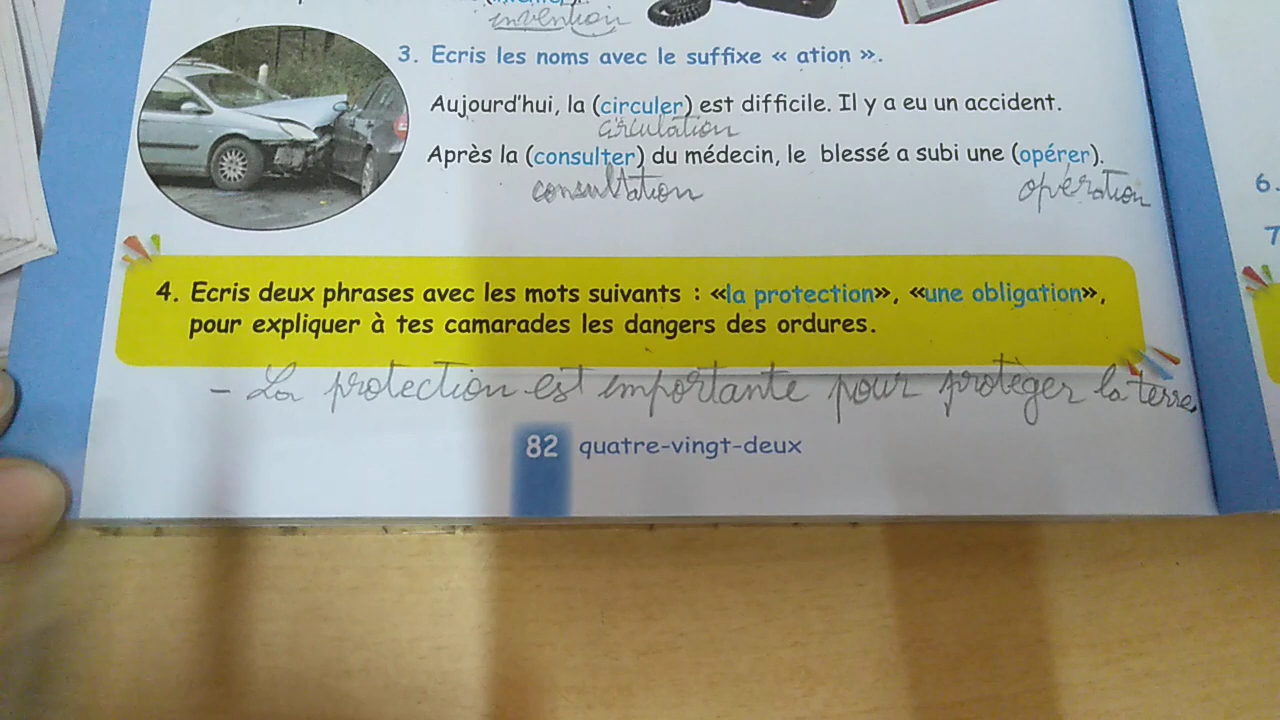 invention
3. Ecris les noms avec le suffixe « ation ».
Aujourd'hui, la (circuler) est difficile. Il y a eu un accident.
circulation
Après la (consulter) du médecin, le blessé a subi une (opérer).
consultation opération
4. Ecris deux phrases avec les mots suivants : «la protection», «une obligation»,
pour expliquer à tes camarades les dangers des ordures.
- La protection est importante pour protèger la terre
82 quatre-vingt-deux
6.